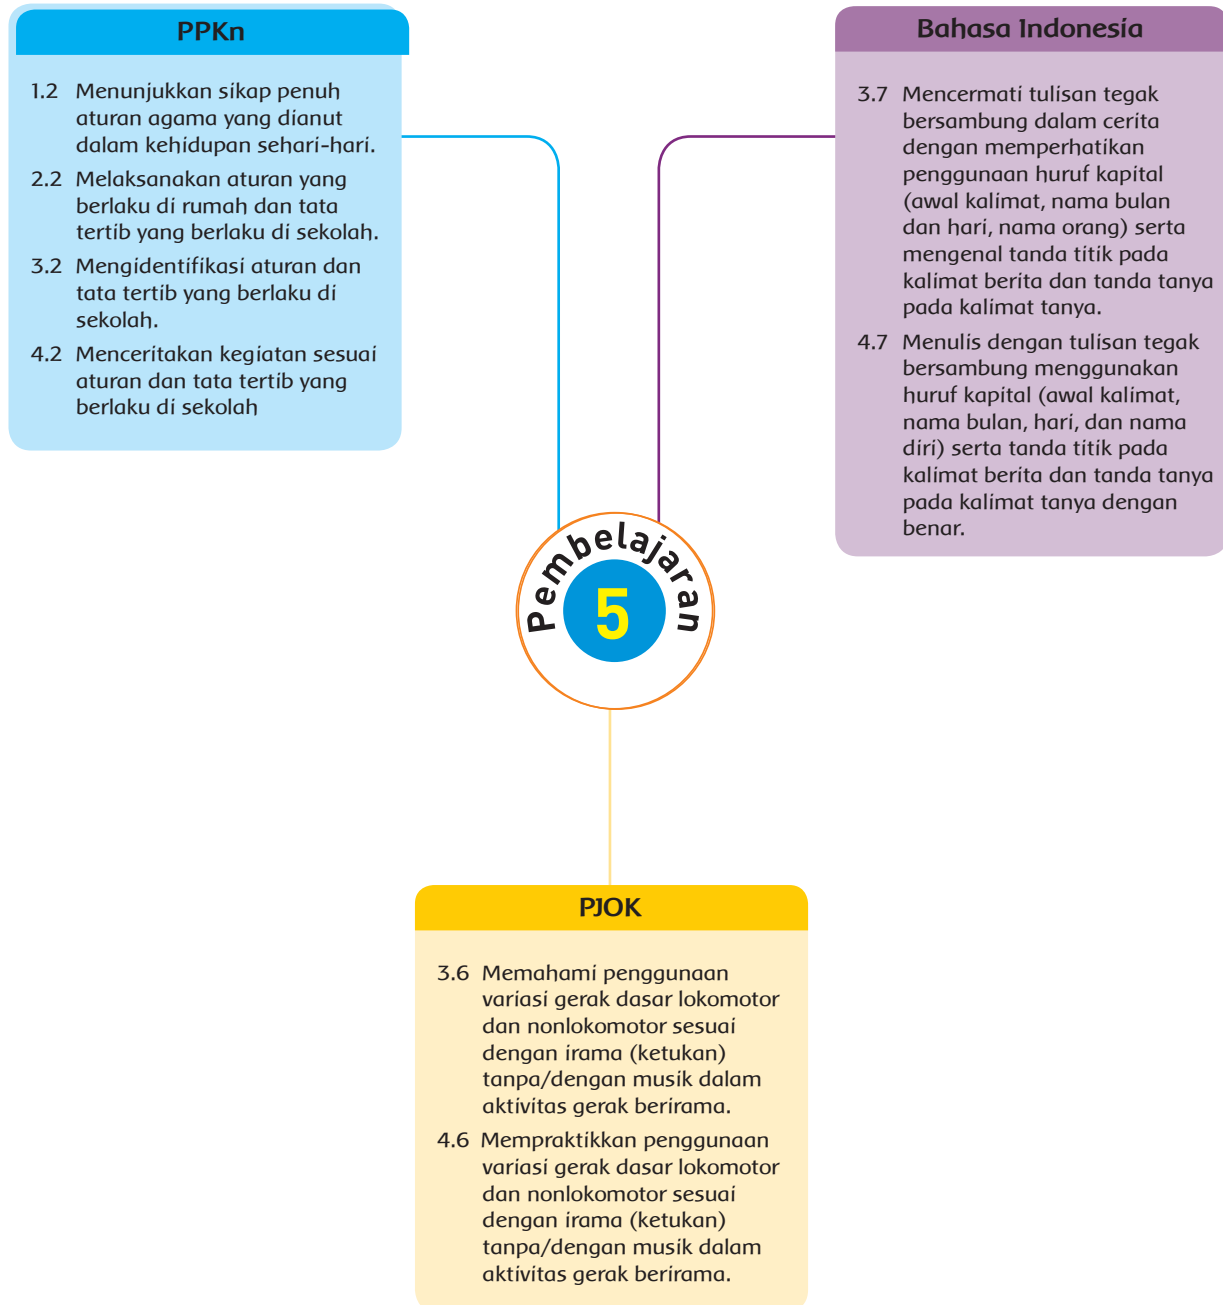 PPKn
1.2 Menunjukkan sikap penuh
aturan agama yang dianut
dalam kehidupan sehari-hari.
2.2 Melaksanakan aturan yang
berlaku di rumah dan tata
tertib yang berlaku di sekolah.
3.2 Mengidentifikasi aturan dan
tata tertib yang berlaku di
sekolah.
4.2 Menceritakan kegiatan sesuai
aturan dan tata tertib yang
berlaku di sekolah
Bahasa Indonesia
3.7 Mencermati tulisan tegak
bersambung dalam cerita
dengan memperhatikan
penggunaan huruf kapital
(awal kalimat, nama bulan
dan hari, nama orang) serta
mengenal tanda titik pada
kalimat berita dan tanda tanya
pada kalimat tanya.
4.7 Menulis dengan tulisan tegak
bersambung menggunakan
huruf kapital (awal kalimat,
nama bulan, hari, dan nama
diri) serta tanda titik pada
kalimat berita dan tanda tanya
pada kalimat tanya dengan
benar.
Pembelajaran
5
PJOK
3.6 Memahami penggunaan
variasi gerak dasar lokomotor
dan nonlokomotor sesuai
dengan irama (ketukan)
tanpa/dengan musik dalam
aktivitas gerak berirama.
4.6 Mempraktikkan penggunaan
variasi gerak dasar lokomotor
dan nonlokomotor sesuai
dengan irama (ketukan)
tanpa/dengan musik dalam
aktivitas gerak berirama.